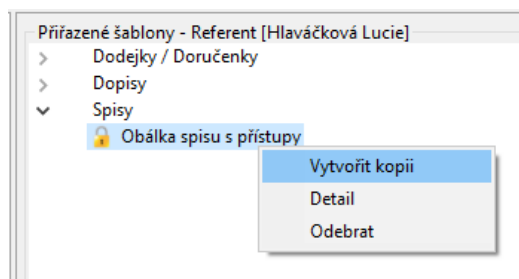 Přiřazené šablony - Referent [Hlaváčková Lucie]
Dodejky / Doručenky
Dopisy
Spisy
Obálka spisu s přístupy
Vytvořit kopii
Detail
Odebrat